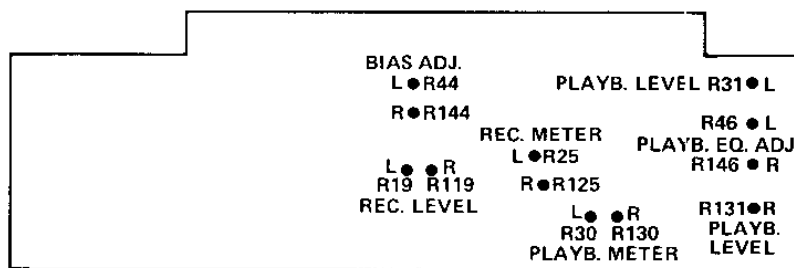 BIAS ADJ.
L R44
R R144
PLAYB. LEVEL R31 L
R46 L
PLAYB. EQ. ADJ
R146 R
REC. METER
L R25
R R125
L R
R19 R119
REC. LEVEL
L R
R30 R130
PLAYB. METER
R131 R
PLAYB.
LEVEL